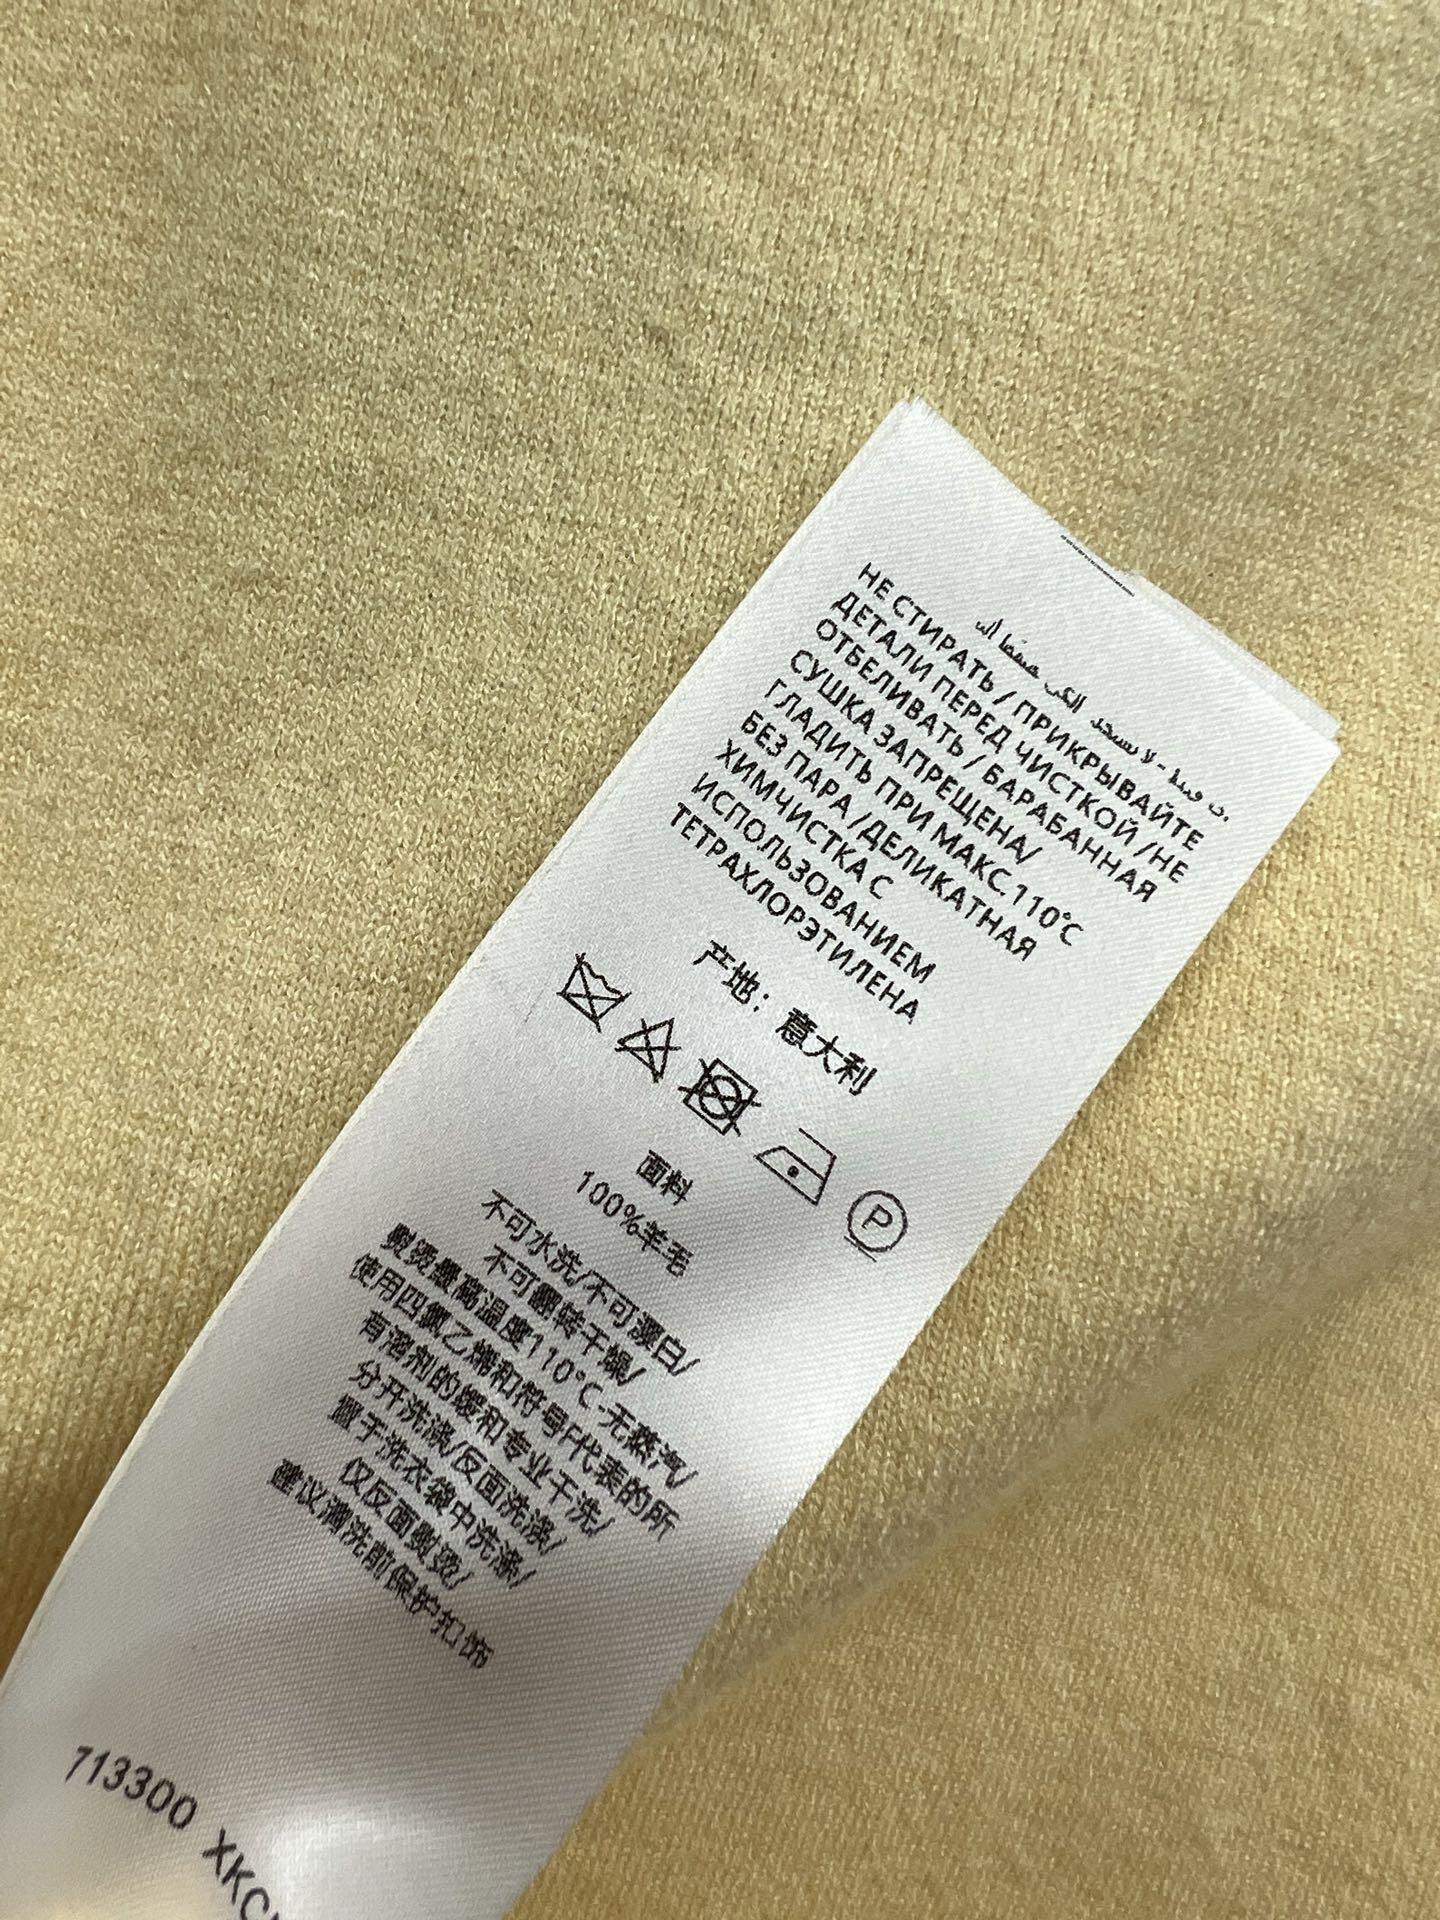 НЕ СТИРАТЬ / ПРИКРЫВАЙТЕ
ДЕТАЛИ ПЕРЕД ЧИСТКОЙ /НЕ
ОТБЕЛИВАТЬ / БАРАБАННАЯ
СУШКА ЗАПРЕЩЕНА/
ГЛАДИТЬ ПРИ МАКС.110°C
БЕЗ ПАРА /ДЕЛИКАТНАЯ
ХИМЧИСТКА С
ИСПОЛЬЗОВАНИЕМ
ТЕТРАХЛОРЭТИЛЕНА
产地：意大利
P
面料
100%羊毛
不可水洗/不可漂白/
不可翻转干燥/
熨烫最高温度110°C-无蒸汽/
使用四氯乙烯和符号F代表的所
有溶剂的缓和专业干洗/
分开洗涤/反面洗涤/
置于洗衣袋中洗涤/
仅反面熨烫/
建议清洗前保护扣饰
713300